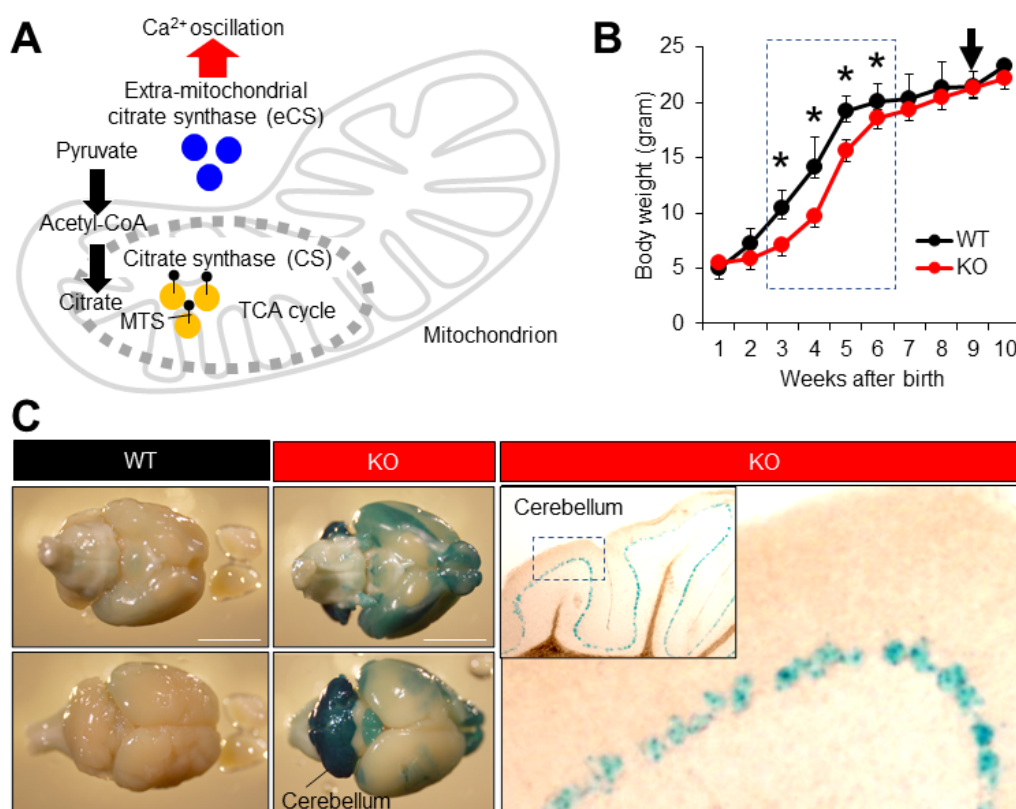 A
Ca²⁺ oscillation
Extra-mitochondrial
citrate synthase (eCS)
Pyruvate
Acetyl-CoA
Citrate synthase (CS)
Citrate
MTS
TCA cycle
Mitochondrion
B
Body weight (gram)
25
20
15
10
5
0
* * * *
WT
KO
1 2 3 4 5 6 7 8 9 10
Weeks after birth
C
WT
KO
KO
Cerebellum
Cerebellum